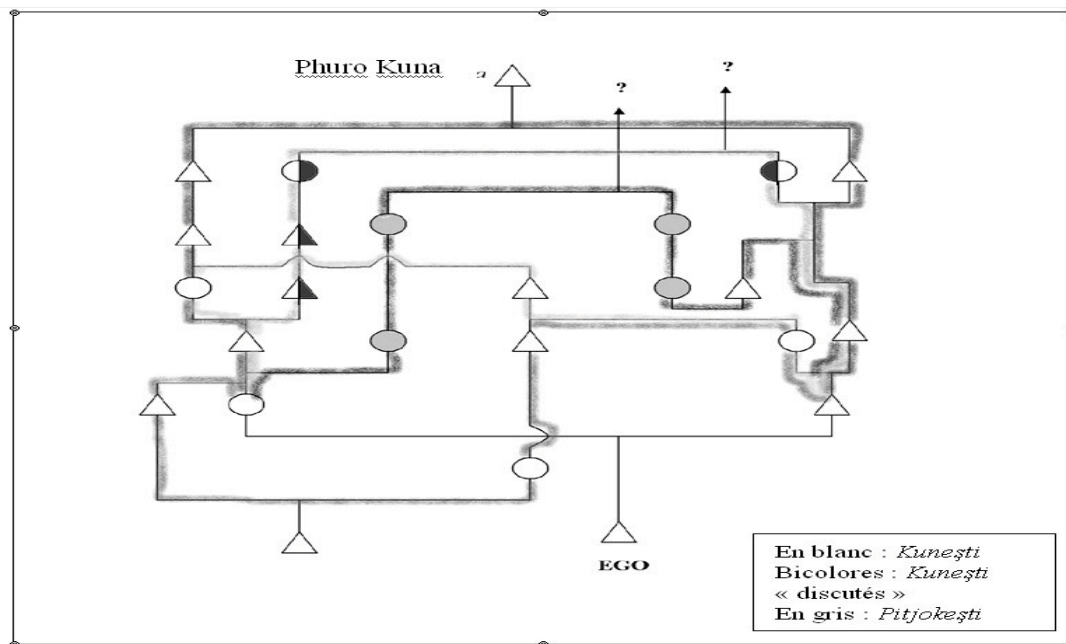 Phuro Kuna
a
?
?
EGO
En blanc : Kuneşti
Bicolores : Kuneşti
« discutés »
En gris : Pitjokeşti